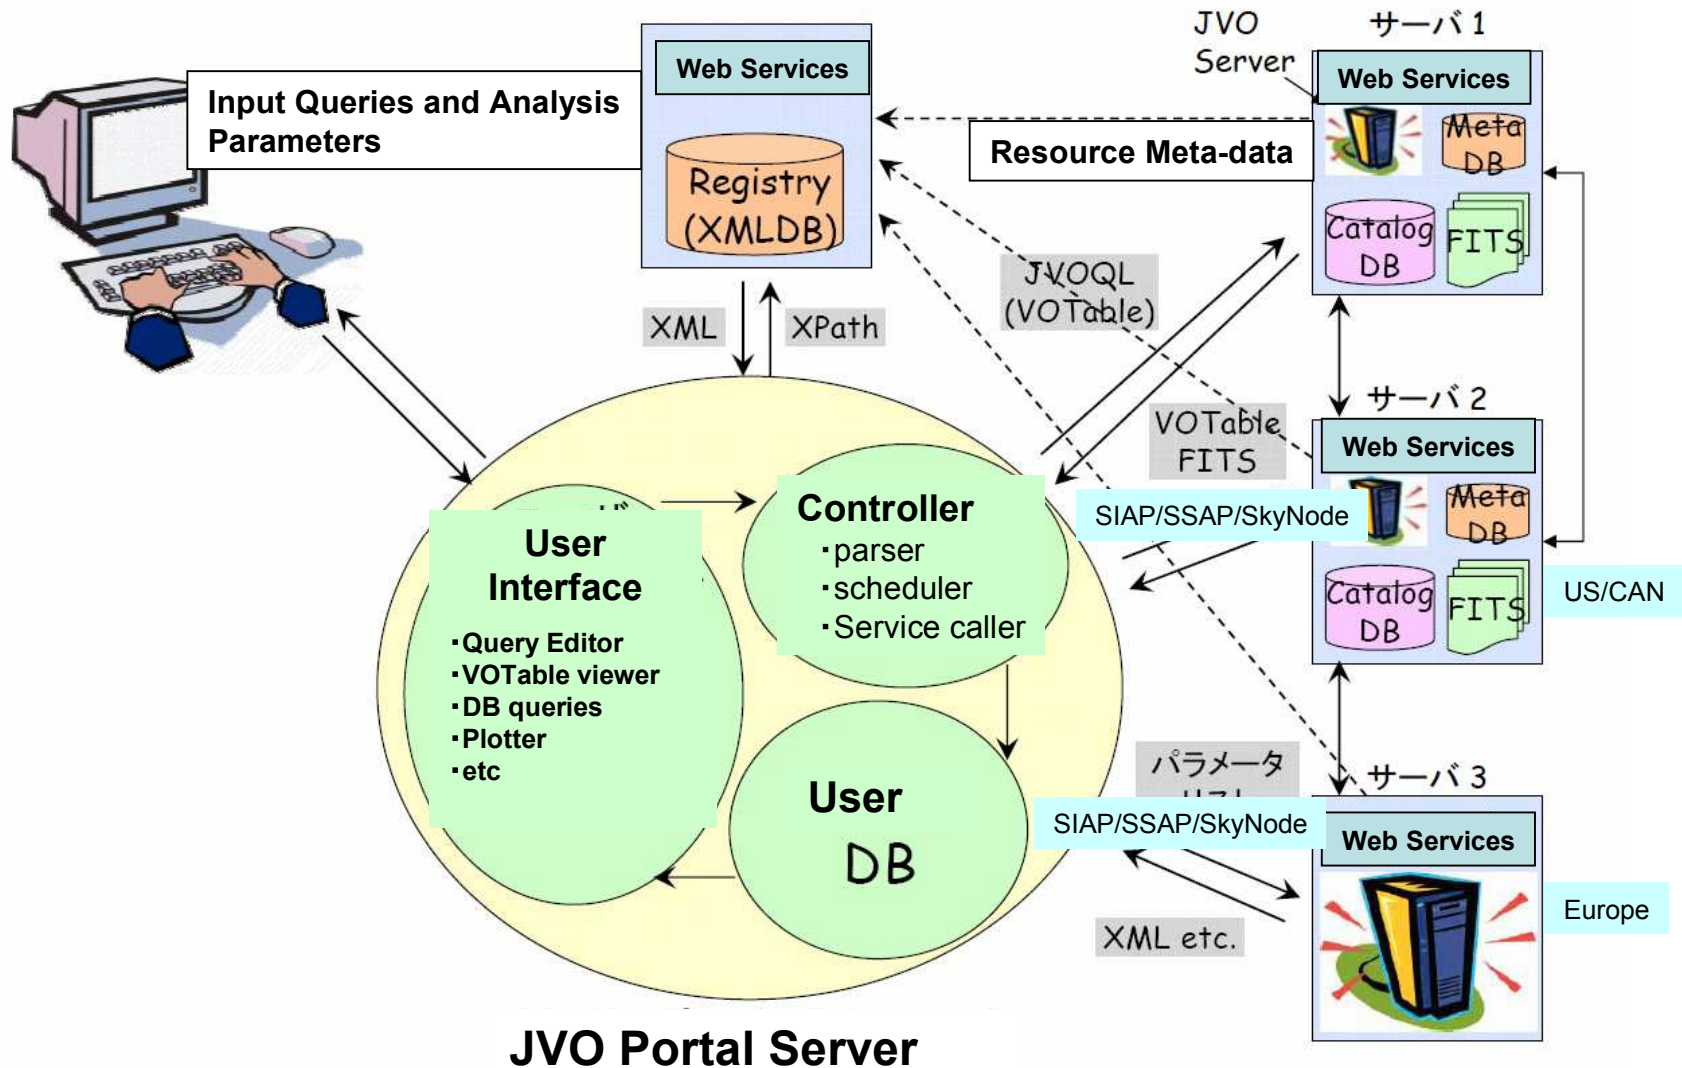 JVO
Server
サーバ 1
Web Services
Web Services
Input Queries and Analysis
Parameters
Resource Meta-data
Meta
DB
Registry
(XMLDB)
Catalog
DB
FITS
JVOQL
(VOTable)
XML
XPath
サーバ 2
VOTable
FITS
Web Services
Meta
DB
SIAP/SSAP/SkyNode
Catalog
DB
FITS
US/CAN
Controller
・parser
・scheduler
・Service caller
User
Interface
・Query Editor
・VOTable viewer
・DB queries
・Plotter
・etc
User
DB
パラメータ
サーバ 3
SIAP/SSAP/SkyNode
Web Services
Europe
XML etc.
JVO Portal Server